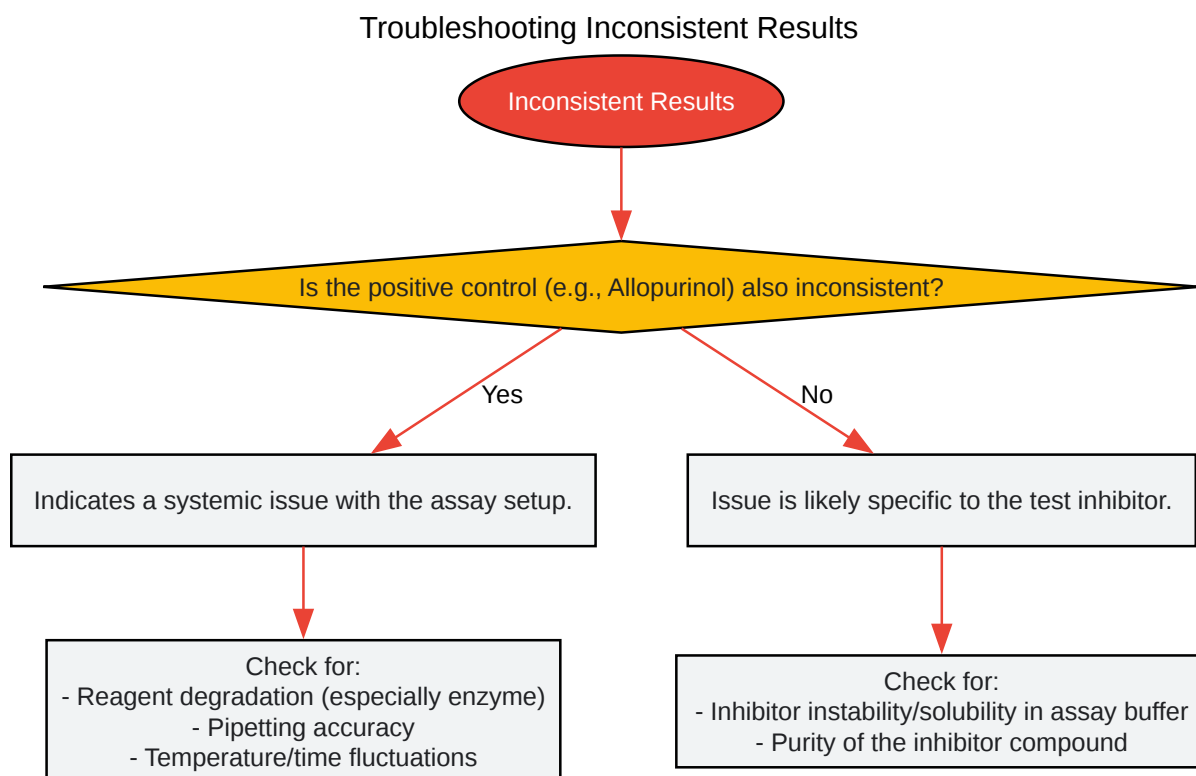 Troubleshooting Inconsistent Results
Inconsistent Results
Is the positive control (e.g., Allopurinol) also inconsistent?
Yes
No
Indicates a systemic issue with the assay setup.
Issue is likely specific to the test inhibitor.
Check for:
- Reagent degradation (especially enzyme)
- Pipetting accuracy
- Temperature/time fluctuations
Check for:
- Inhibitor instability/solubility in assay buffer
- Purity of the inhibitor compound